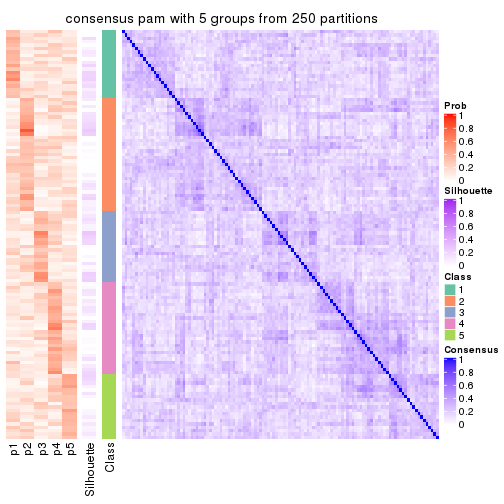 consensus pam with 5 groups from 250 partitions
Prob
1
0.8
0.6
0.4
0.2
0
Silhouette
1
0.8
0.6
0.4
0.2
0
Class
1
2
3
4
5
Consensus
1
0.8
0.6
0.4
0.2
0
p1
p2
p3
p4
p5
Silhouette
Class